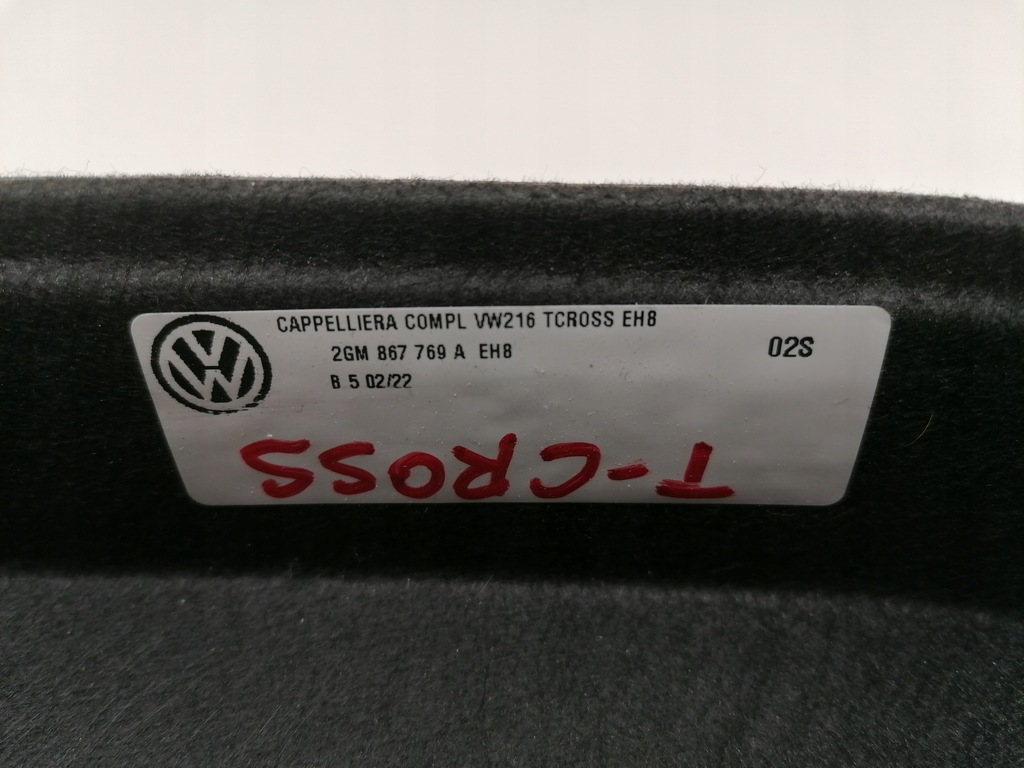 CAPPELLIERA COMPL VW216 TCROSS EH8
2GM 867 769 A EH8
02S
B 5 02/22
T-CROSS